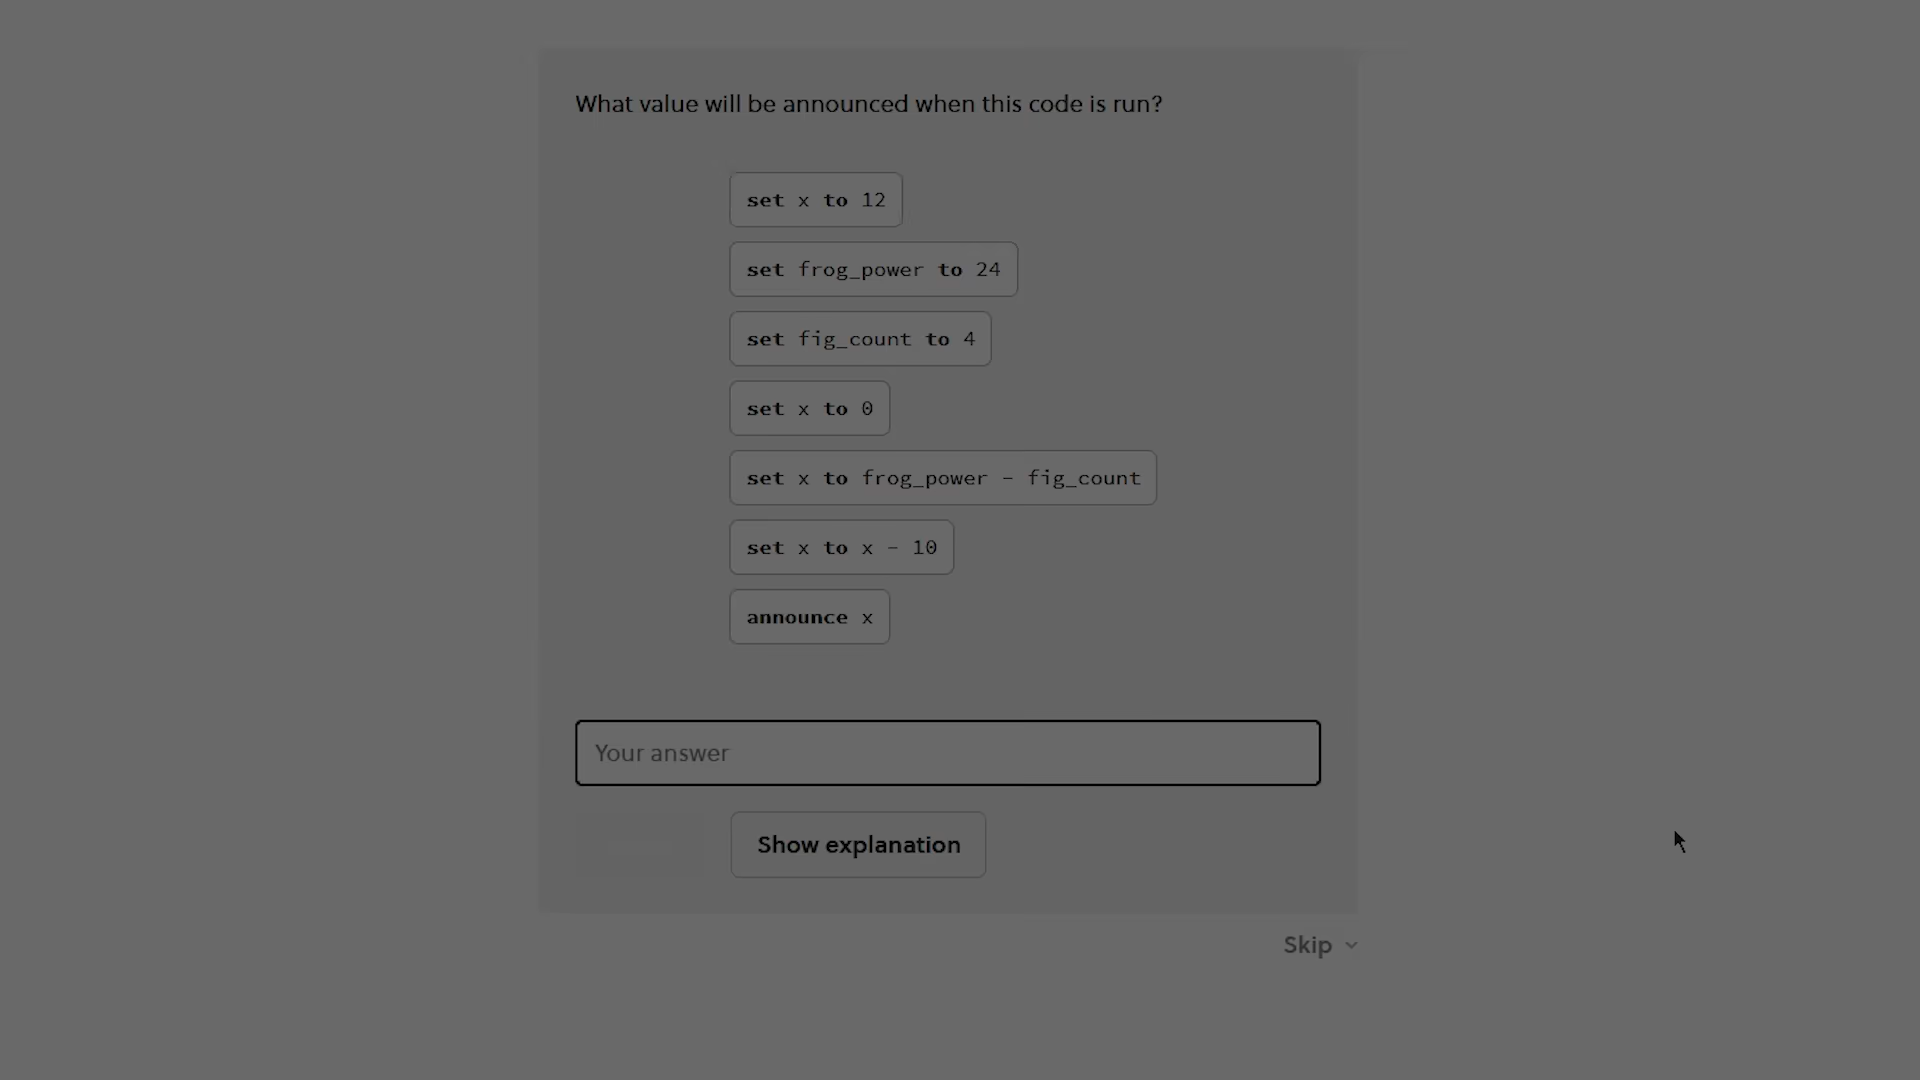 What value will be announced when this code is run?
set x to 12
set frog_power to 24
set fig_count to 4
set x to 0
set x to frog_power - fig_count
set x to x - 10
announce x
Your answer
Show explanation
Skip